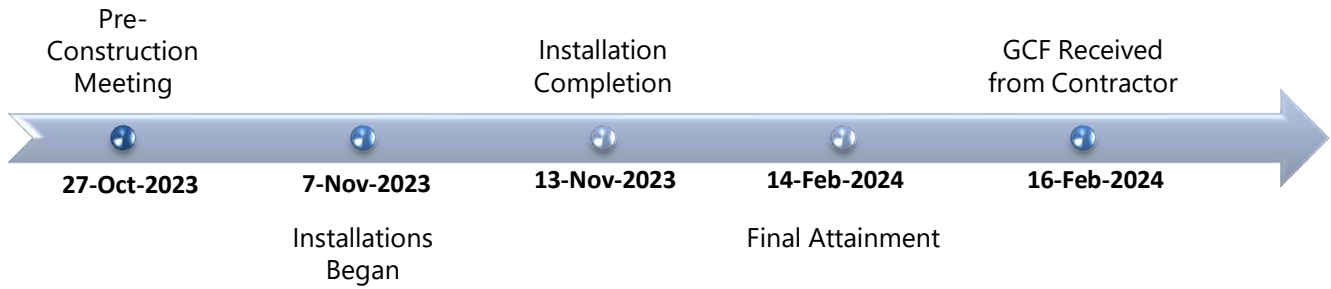 Pre-
Construction
Meeting
Installation
Completion
GCF Received
from Contractor
27-Oct-2023
7-Nov-2023
13-Nov-2023
14-Feb-2024
16-Feb-2024
Installations
Began
Final Attainment